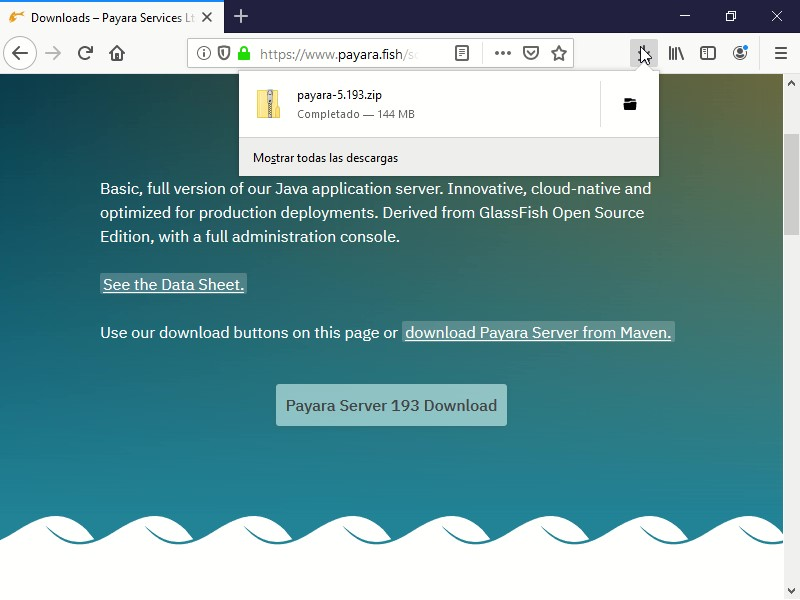 Downloads – Payara Services Lt
https://www.payara.fish/so
payara-5.193.zip
Completado — 144 MB
Mostrar todas las descargas
Basic, full version of our Java application server. Innovative, cloud-native and
optimized for production deployments. Derived from GlassFish Open Source
Edition, with a full administration console.
See the Data Sheet.
Use our download buttons on this page or download Payara Server from Maven.
Payara Server 193 Download